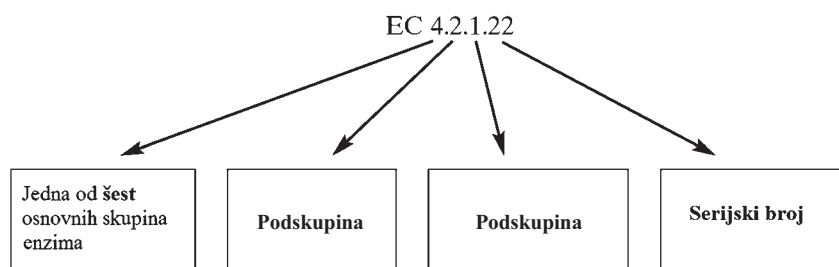 EC 4.2.1.22
Jedna od šest
osnovnih skupina
enzima
Podskupina
Podskupina
Serijski broj